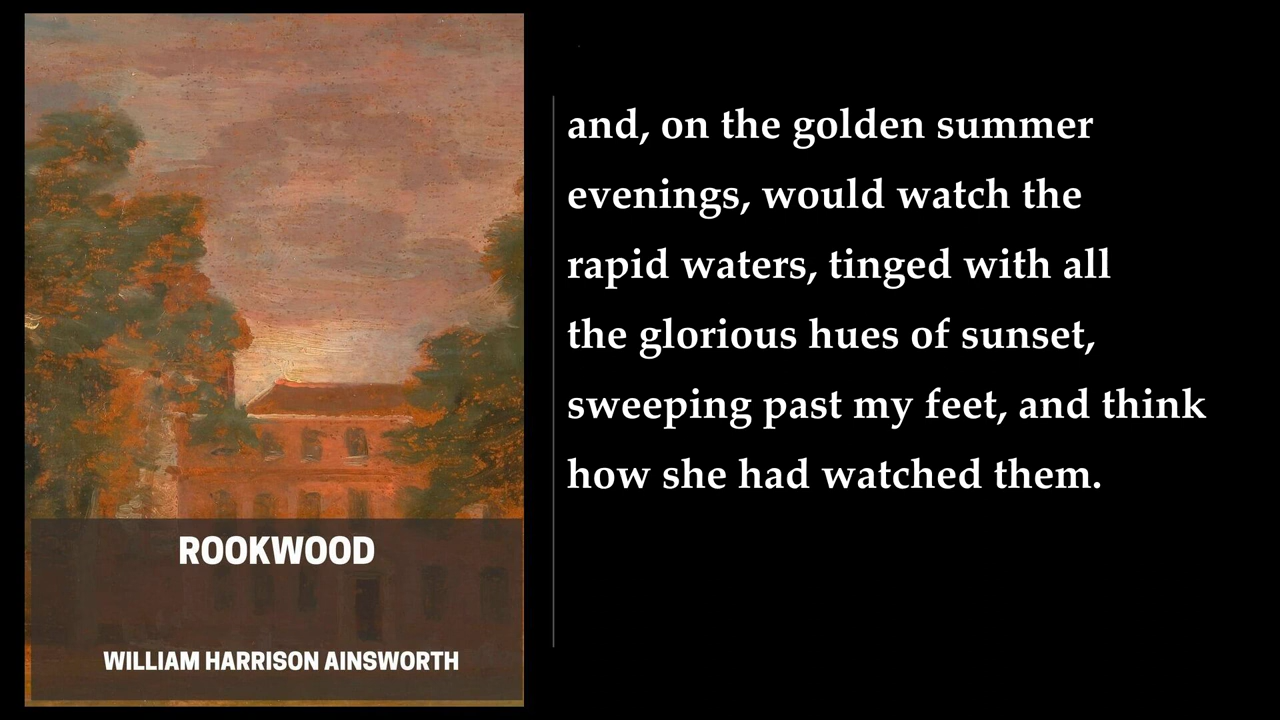 ROOKWOOD
WILLIAM HARRISON AINSWORTH
and, on the golden summer
evenings, would watch the
rapid waters, tinged with all
the glorious hues of sunset,
sweeping past my feet, and think
how she had watched them.